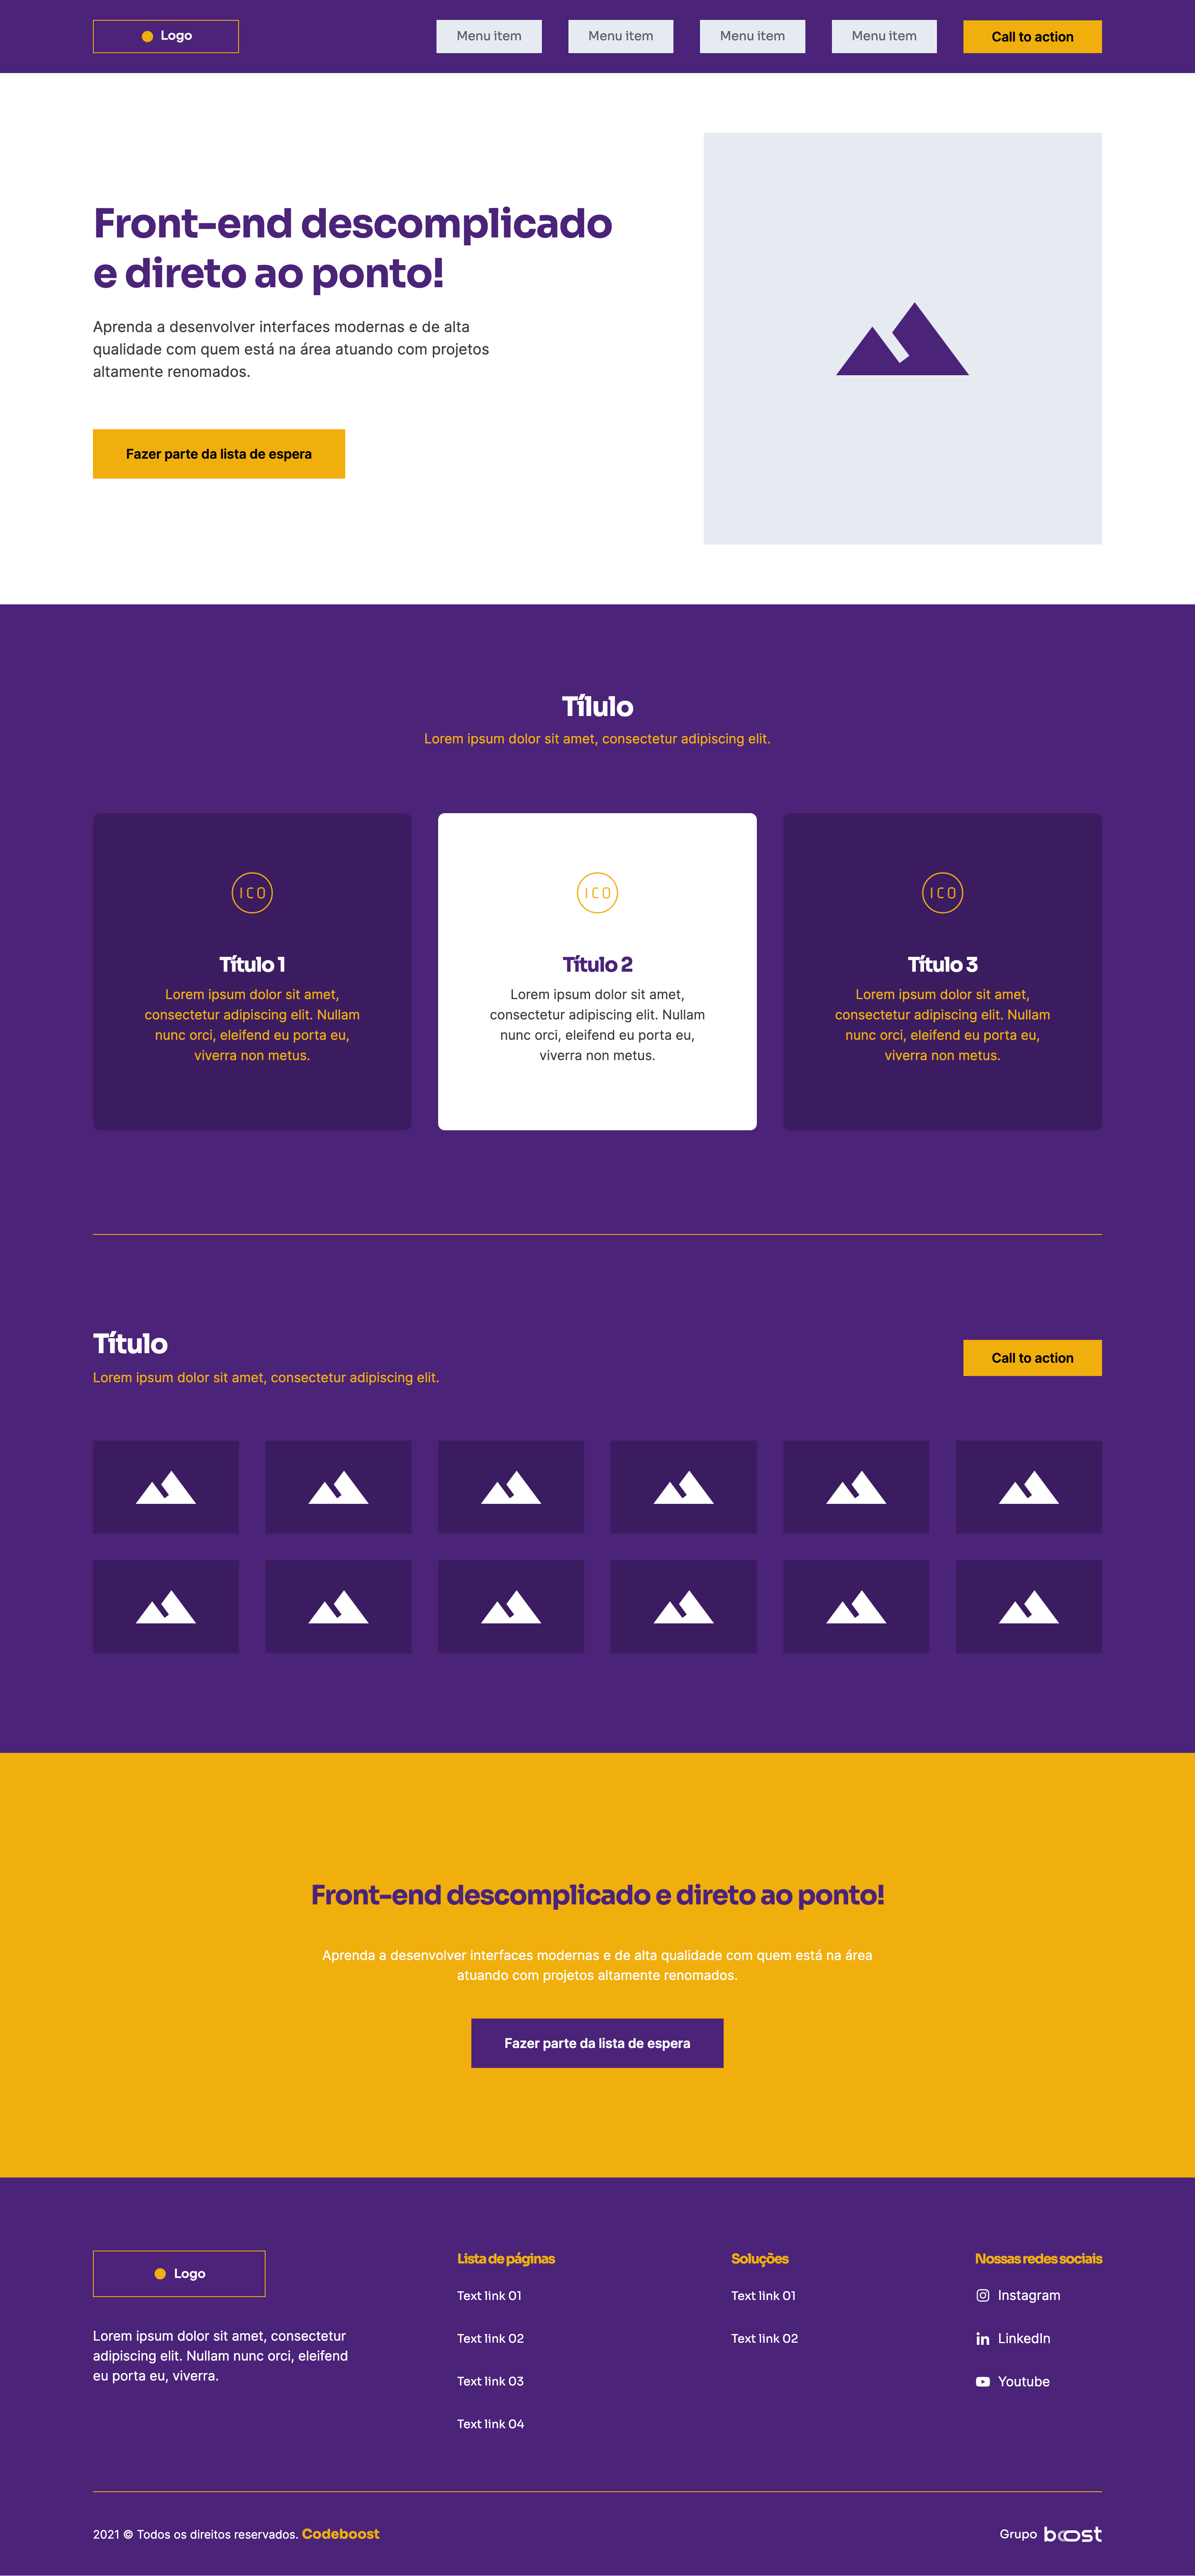 Logo
Menu item
Menu item
Menu item
Menu item
Call to action
Front-end descomplicado
e direto ao ponto!
Aprenda a desenvolver interfaces modernas e de alta
qualidade com quem está na área atuando com projetos
altamente renomados.
Fazer parte da lista de espera
Tílulo
Lorem ipsum dolor sit amet, consectetur adipiscing elit.
ICO
Título 1
Lorem ipsum dolor sit amet,
consectetur adipiscing elit. Nullam
nunc orci, eleifend eu porta eu,
viverra non metus.
ICO
Título 2
Lorem ipsum dolor sit amet,
consectetur adipiscing elit. Nullam
nunc orci, eleifend eu porta eu,
viverra non metus.
ICO
Título 3
Lorem ipsum dolor sit amet,
consectetur adipiscing elit. Nullam
nunc orci, eleifend eu porta eu,
viverra non metus.
Título
Lorem ipsum dolor sit amet, consectetur adipiscing elit.
Call to action
Front-end descomplicado e direto ao ponto!
Aprenda a desenvolver interfaces modernas e de alta qualidade com quem está na área
atuando com projetos altamente renomados.
Fazer parte da lista de espera
Logo
Lorem ipsum dolor sit amet, consectetur
adipiscing elit. Nullam nunc orci, eleifend
eu porta eu, viverra.
Lista de páginas
Text link 01
Text link 02
Text link 03
Text link 04
Soluções
Text link 01
Text link 02
Nossas redes sociais
Instagram
LinkedIn
Youtube
2021 © Todos os direitos reservados. Codeboost
Grupo boost